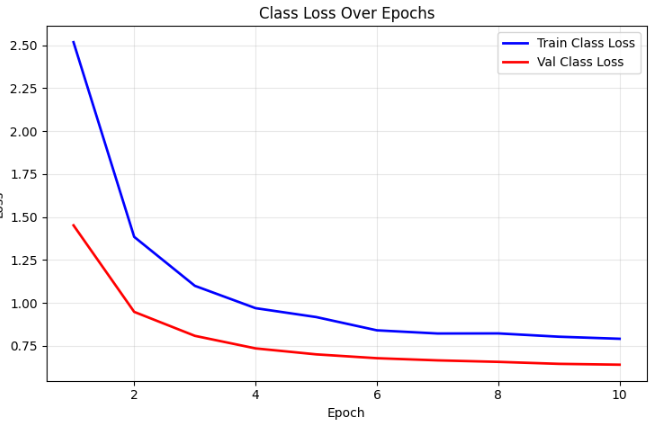 Class Loss Over Epochs
Train Class Loss
Val Class Loss
2.50
2.25
2.00
1.75
1.50
1.25
1.00
0.75
Loss
2 4 6 8 10
Epoch